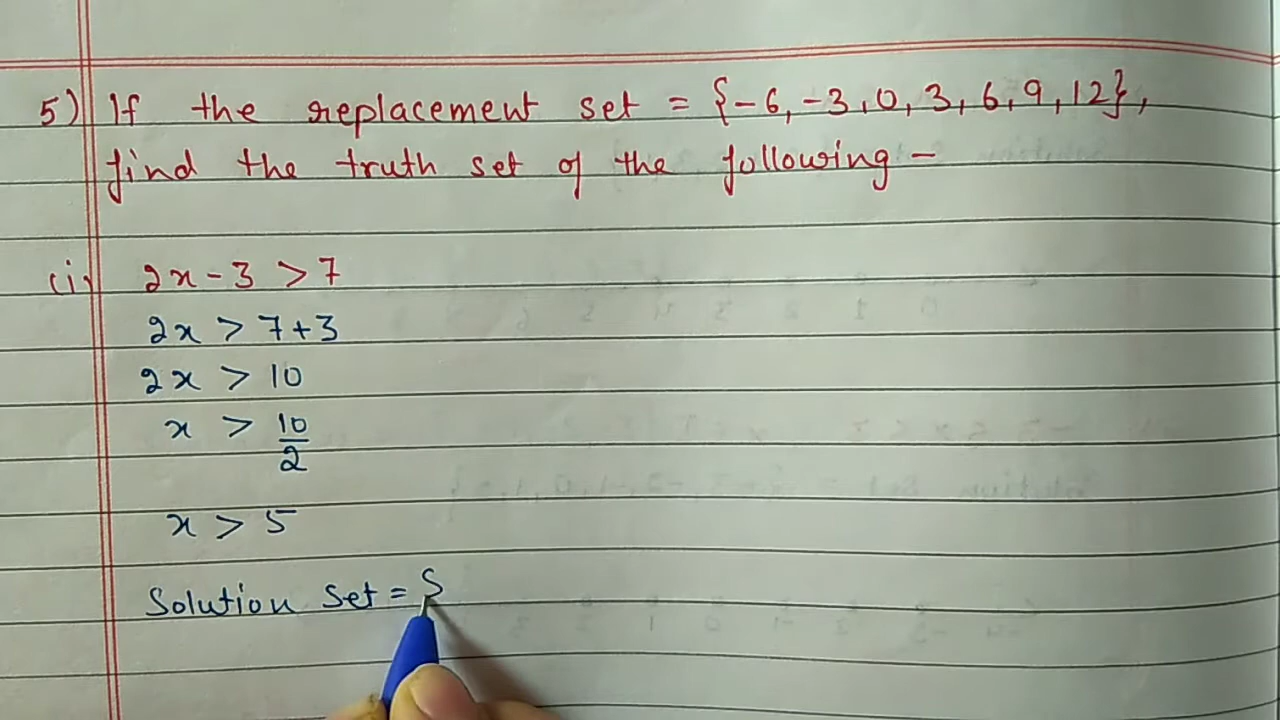 5) If the replacement set = {-6, -3, 0, 3, 6, 9, 12},
find the truth set of the following –
(i) 2x - 3 > 7
2x > 7 + 3
2x > 10
x > 10/2
x > 5
Solution Set = {